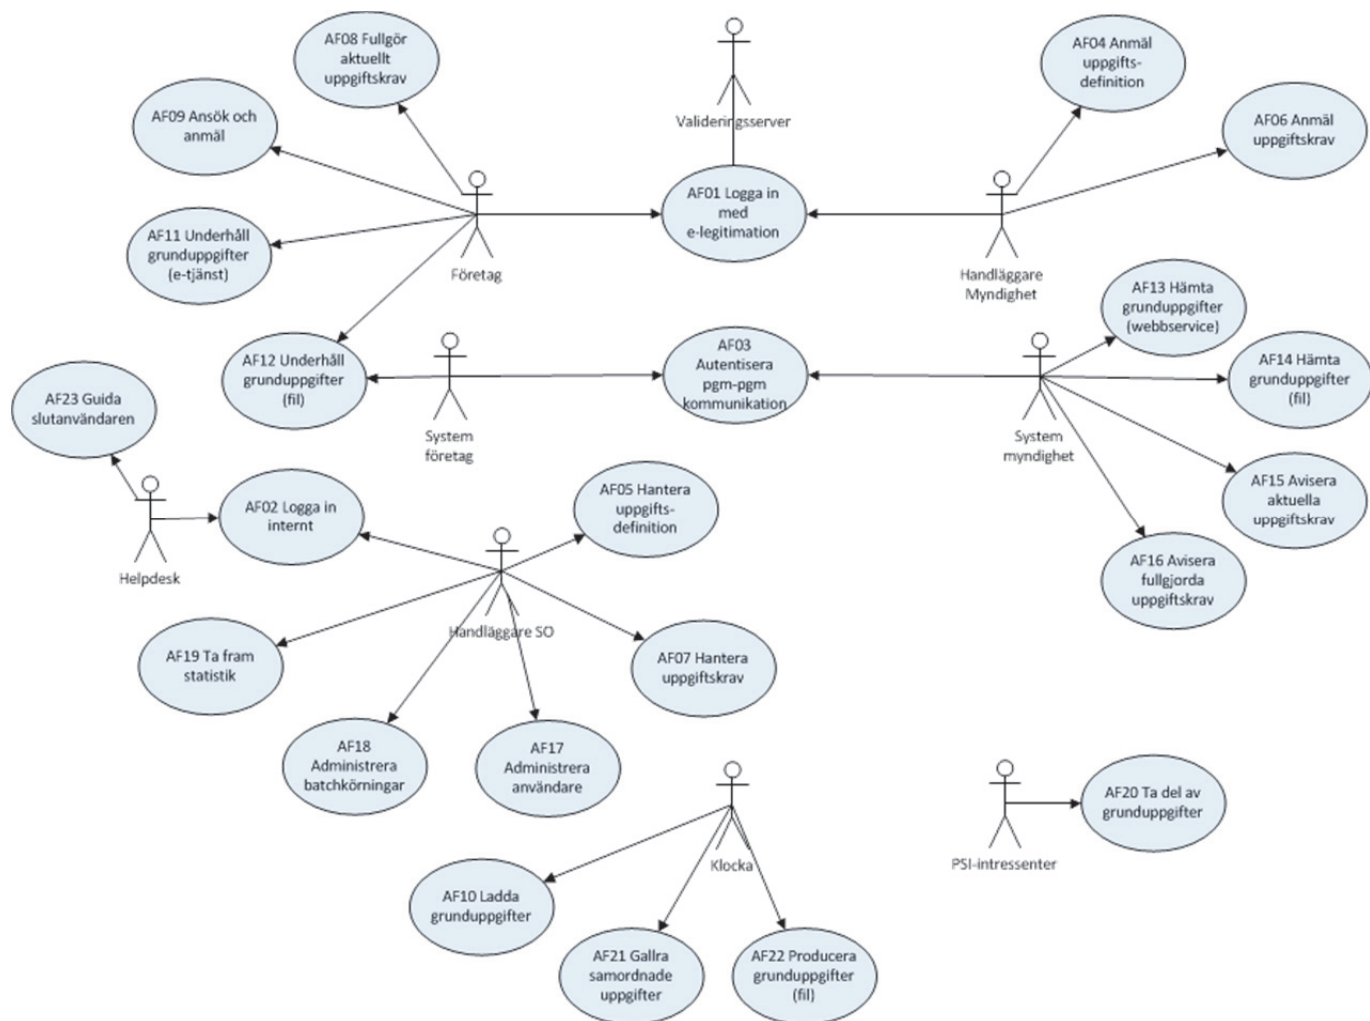 AF08 Fullgör
aktuellt
uppgiftskrav
AF04 Anmäl
uppgifts-
definition
AF09 Ansök och
anmäl
Valideringsserver
AF06 Anmäl
uppgiftskrav
AF01 Logga in
med
e-legitimation
AF11 Underhåll
grunduppgifter
(e-tjänst)
Företag
Handläggare
Myndighet
AF13 Hämta
grunduppgifter
(webbservice)
AF12 Underhåll
grunduppgifter
(fil)
AF03
Autentisera
pgm-pgm
kommunikation
AF14 Hämta
grunduppgifter
(fil)
AF23 Guida
slutanvändaren
System
företag
System
myndighet
AF02 Logga in
internt
AF05 Hantera
uppgifts-
definition
AF15 Avisera
aktuella
uppgiftskrav
Helpdesk
AF16 Avisera
fullgjorda
uppgiftskrav
Handläggare SO
AF19 Ta fram
statistik
AF07 Hantera
uppgiftskrav
AF18
Administrera
batchkörningar
AF17
Administrera
användare
AF20 Ta del av
grunduppgifter
Klocka
PSI-intressenter
AF10 Ladda
grunduppgifter
AF21 Gallra
samordnade
uppgifter
AF22 Producera
grunduppgifter
(fil)